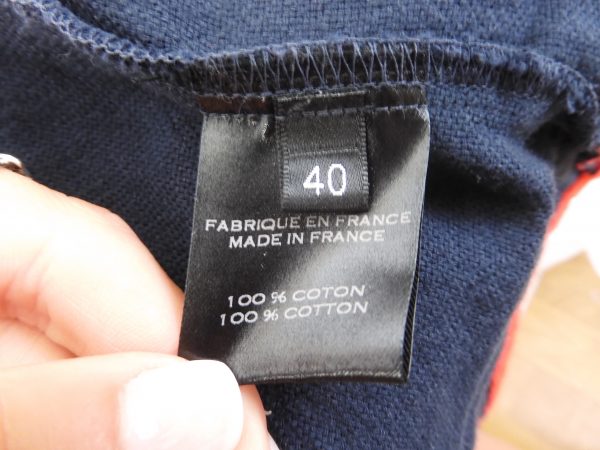 40
FABRIQUE EN FRANCE
MADE IN FRANCE
100 % COTON
100 % COTTON